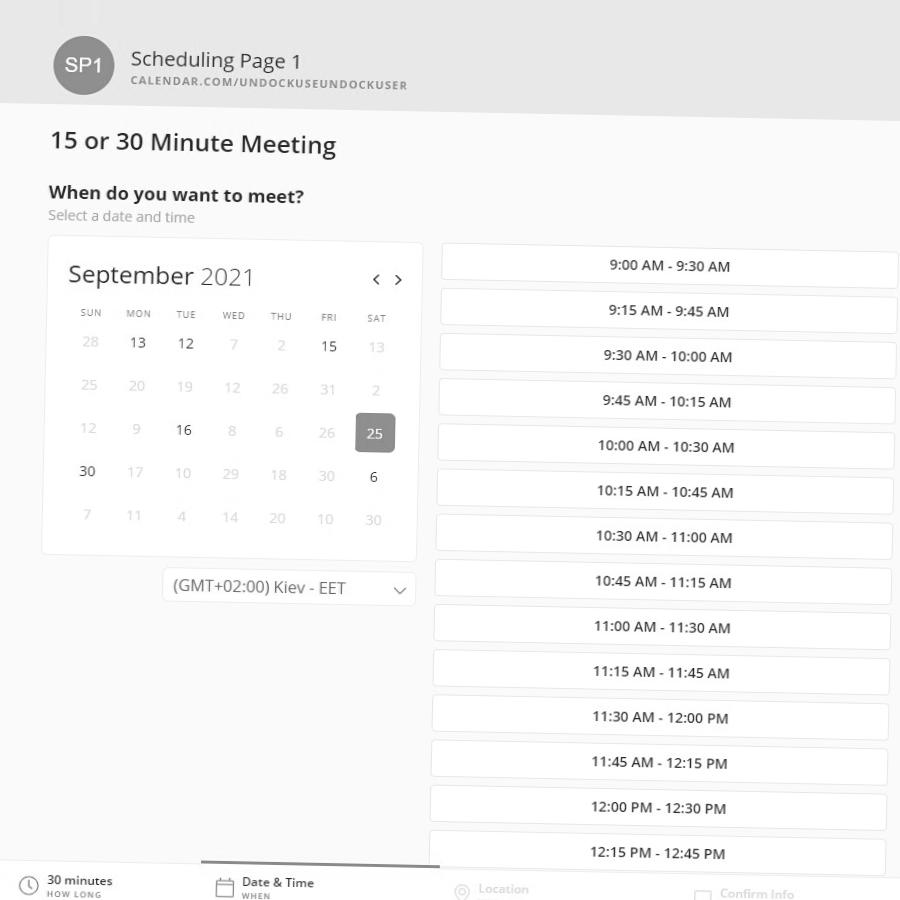 SP1
Scheduling Page 1
CALENDAR.COM/UNDOCKUSEUNDOCKUSER
15 or 30 Minute Meeting
When do you want to meet?
Select a date and time
September 2021
SUN MON TUE WED THU FRI SAT
28 13 12 7 2 15 13
25 20 19 12 26 31 2
12 9 16 8 6 26 25
30 17 10 29 18 30 6
7 11 4 14 20 10 30
(GMT+02:00) Kiev - EET
9:00 AM - 9:30 AM
9:15 AM - 9:45 AM
9:30 AM - 10:00 AM
9:45 AM - 10:15 AM
10:00 AM - 10:30 AM
10:15 AM - 10:45 AM
10:30 AM - 11:00 AM
10:45 AM - 11:15 AM
11:00 AM - 11:30 AM
11:15 AM - 11:45 AM
11:30 AM - 12:00 PM
11:45 AM - 12:15 PM
12:00 PM - 12:30 PM
12:15 PM - 12:45 PM
30 minutes
HOW LONG
Date & Time
WHEN
Location
Confirm Info